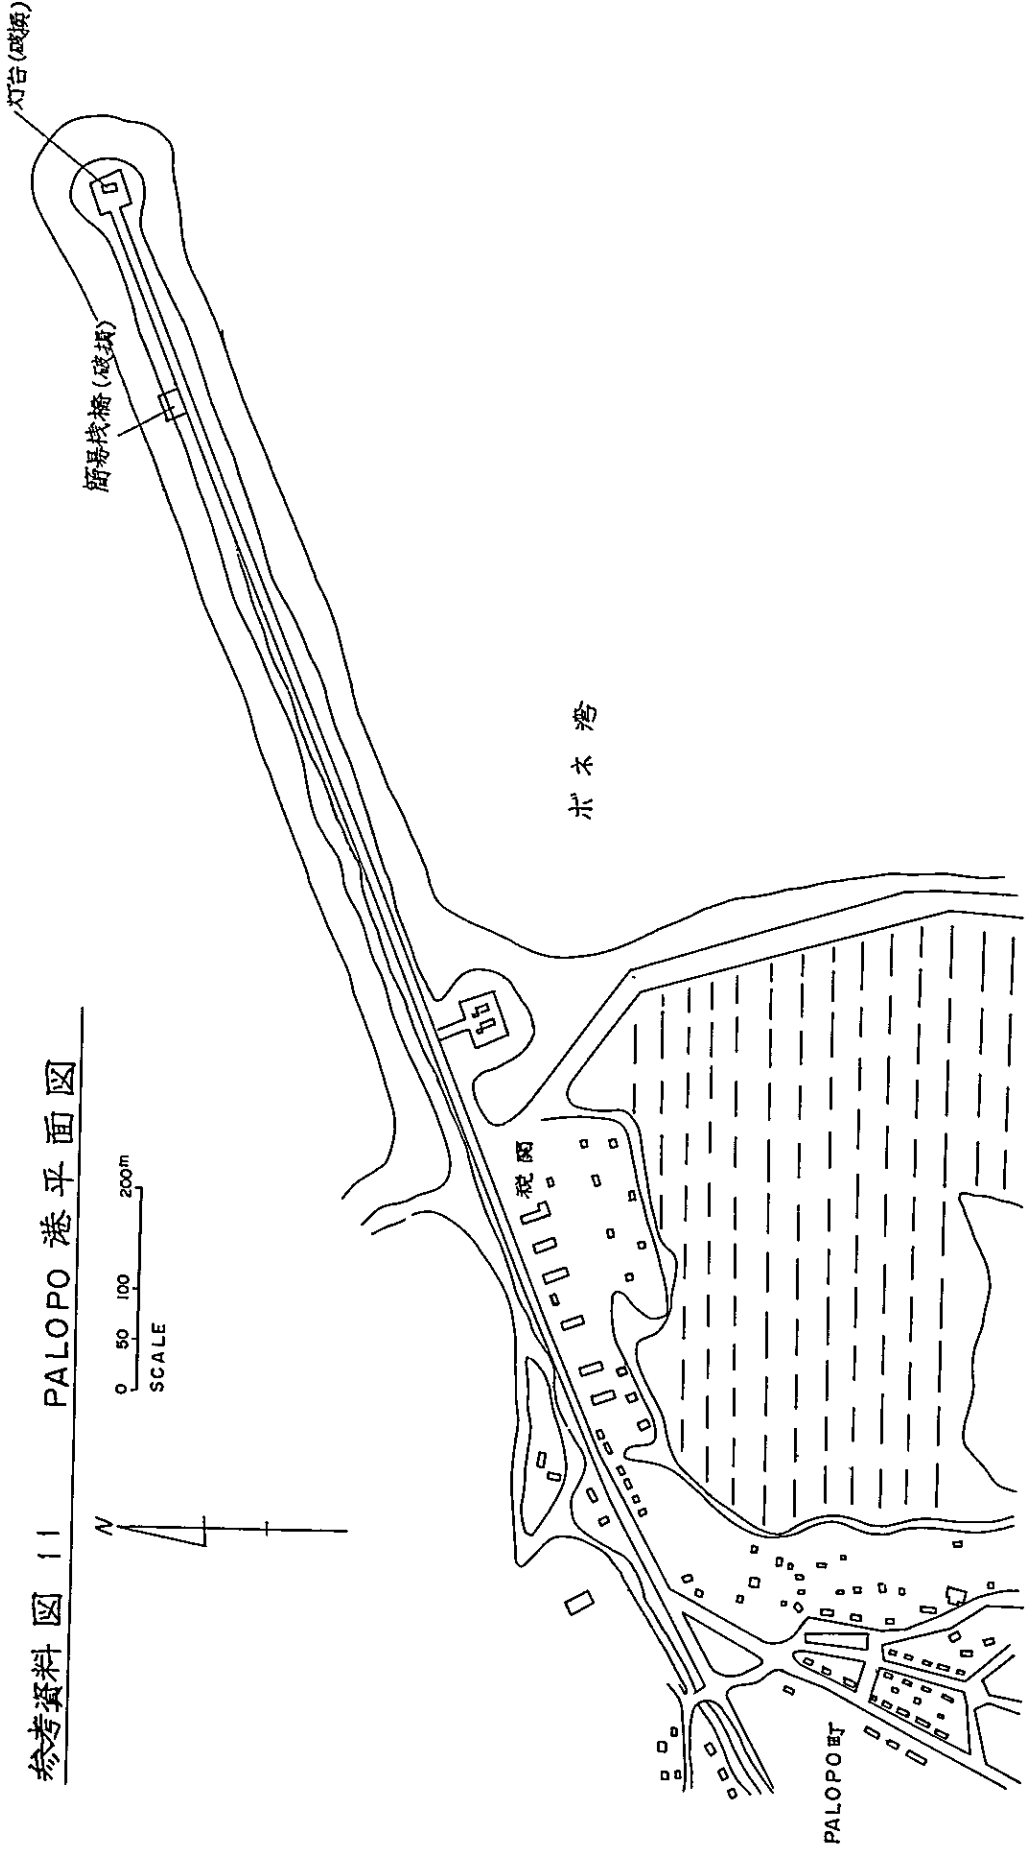 参考資料図 11 PALOPO 港平面図
0 50 100 200m
SCALE
N
灯台(破損)
簡易桟橋(破損)
ボネ湾
税関
PALOPO町